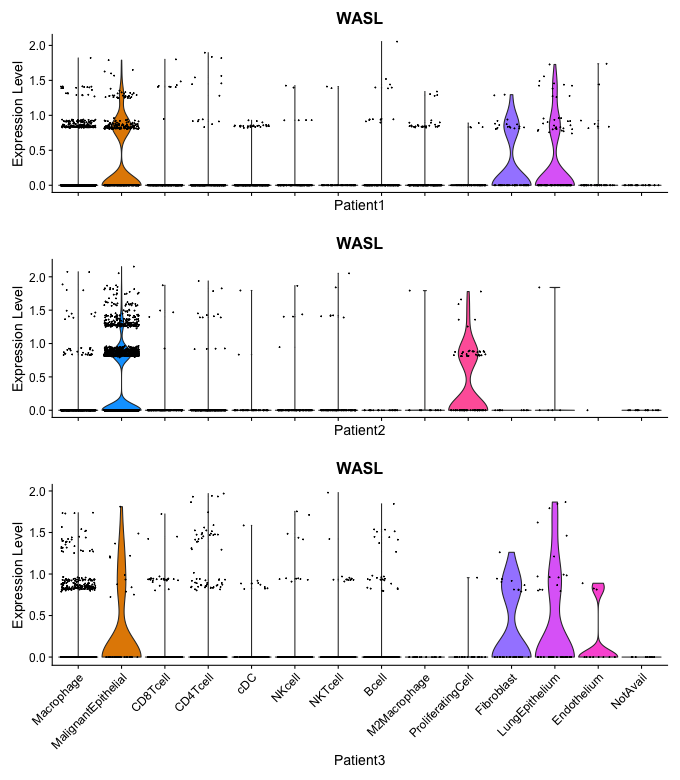 WASL
Expression Level
2.0
1.5
1.0
0.5
0.0
Patient1
WASL
Expression Level
2.0
1.5
1.0
0.5
0.0
Patient2
WASL
Expression Level
2.0
1.5
1.0
0.5
0.0
Macrophage
MalignantEpithelial
CD8Tcell
CD4Tcell
cDC
NKcell
NKTcell
Bcell
M2Macrophage
ProliferatingCell
Fibroblast
LungEpithelium
Endothelium
NotAvail
Patient3